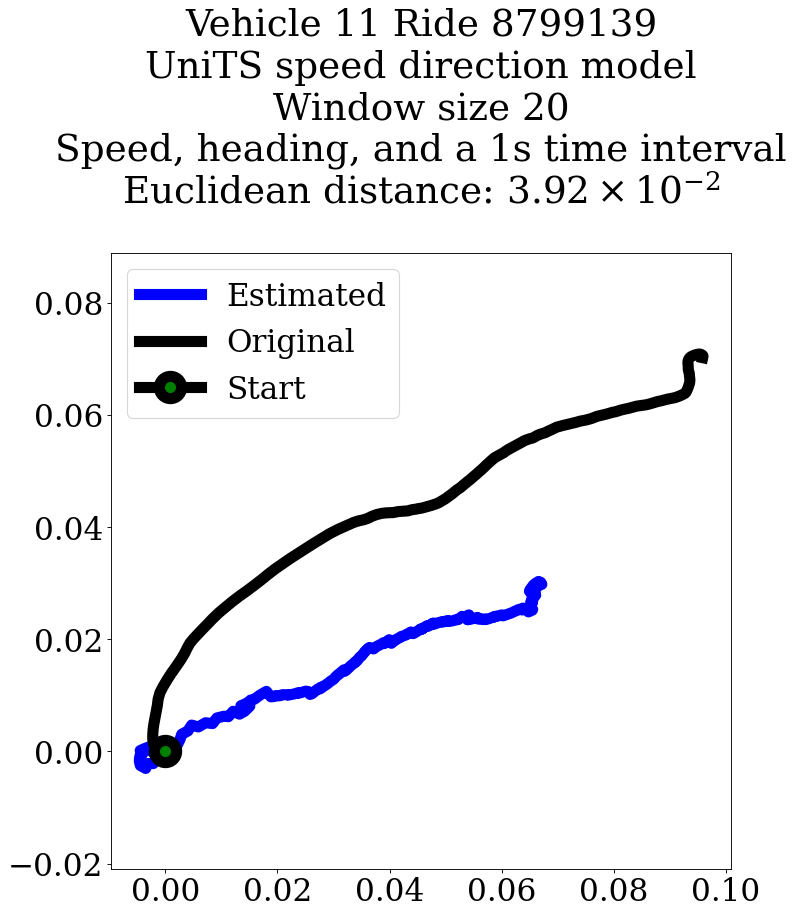 Vehicle 11 Ride 8799139
UniTS speed direction model
Window size 20
Speed, heading, and a 1s time interval
Euclidean distance: 3.92 × 10⁻²
Estimated
Original
Start
0.08
0.06
0.04
0.02
0.00
−0.02
0.00 0.02 0.04 0.06 0.08 0.10